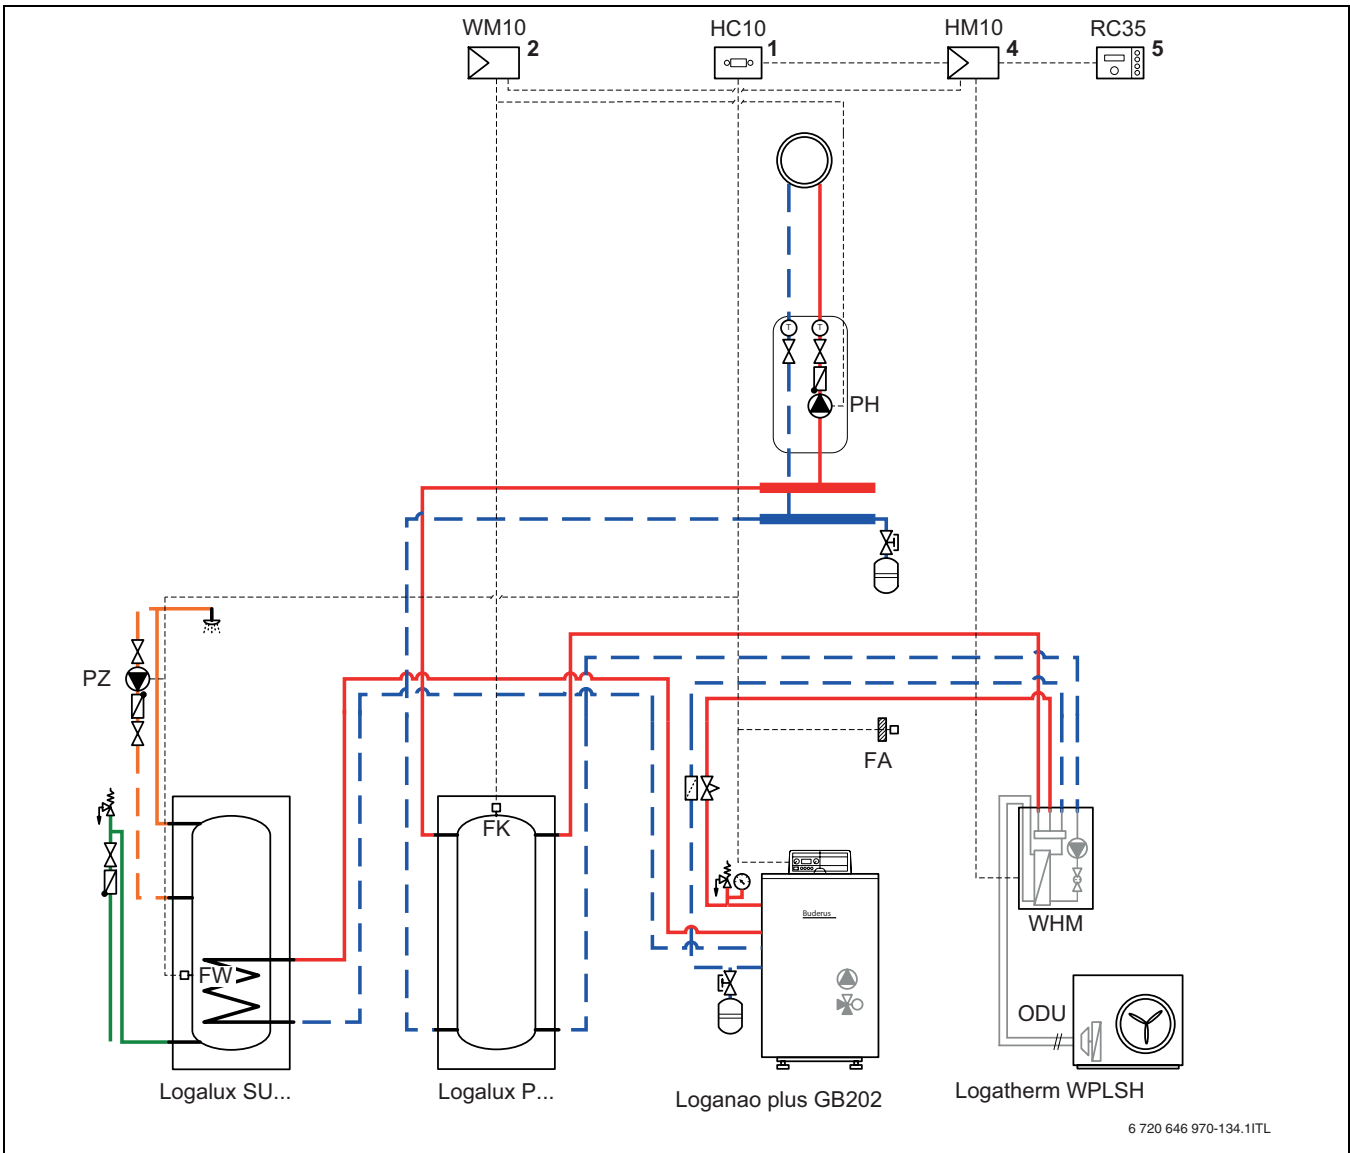 WM10
2
HC10
1
HM10
4
RC35
5
T
T
PH
PZ
FA
FK
FW
Buderus
WHM
ODU
Logalux SU...
Logalux P...
Loganao plus GB202
Logatherm WPLSH
6 720 646 970-134.1ITL